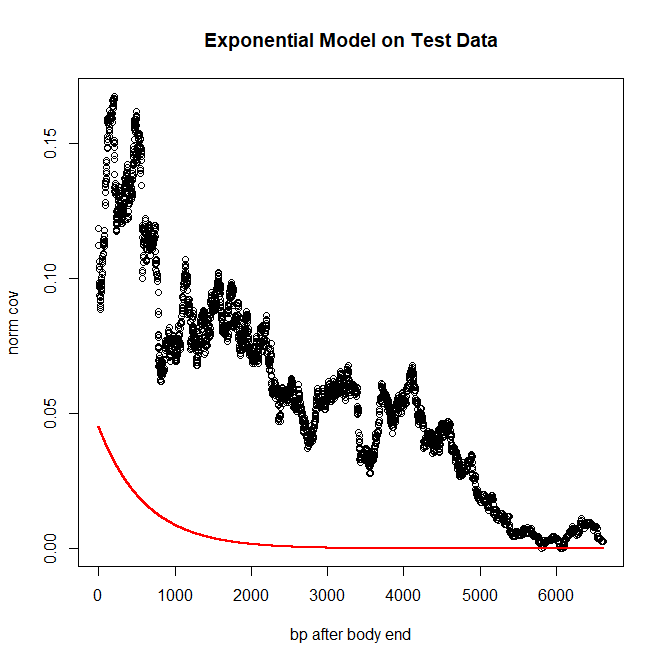 Exponential Model on Test Data
norm cov
0.15
0.10
0.05
0.00
0 1000 2000 3000 4000 5000 6000
bp after body end